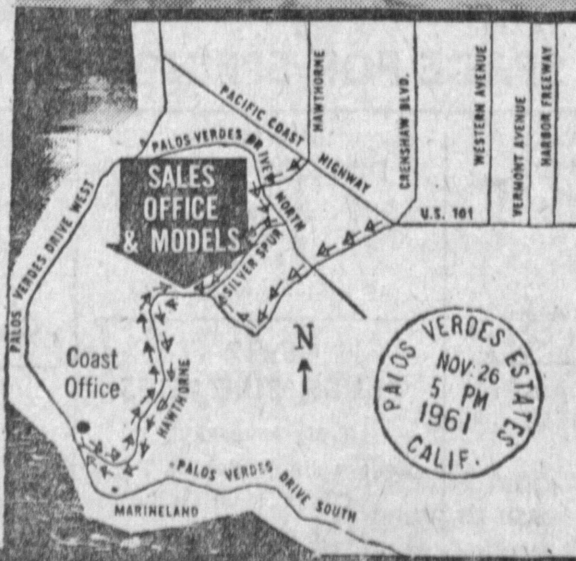 PACIFIC COAST HIGHWAY
HAWTHORNE
CRENSHAW BLVD.
WESTERN AVENUE
VERMONT AVENUE
HARBOR FREEWAY
PALOS VERDES DRIVE NORTH
U.S. 101
SALES
OFFICE
& MODELS
SILVER SPUR
PALOS VERDES DRIVE WEST
N
Coast
Office
HAWTHORNE
PALOS VERDES ESTATES
NOV. 26
5 PM
1961
CALIF.
PALOS VERDES DRIVE SOUTH
MARINELAND